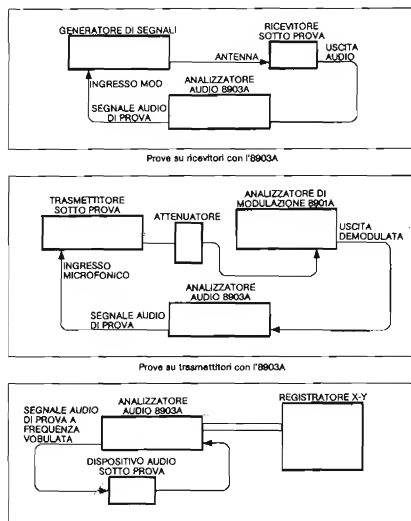 GENERATORE DI SEGNALI
RICEVITORE
SOTTO PROVA
ANTENNA
USCITA
AUDIO
INGRESSO MOD
ANALIZZATORE
AUDIO 8903A
SEGNALE AUDIO
DI PROVA
Prove su ricevitori con l'8903A
TRASMETTITORE
SOTTO PROVA
ATTENUATORE
ANALIZZATORE DI
MODULAZIONE 8901A
USCITA
DEMODULATA
INGRESSO
MICROFONICO
ANALIZZATORE
AUDIO 8903A
SEGNALE AUDIO
DI PROVA
Prove su trasmettitori con l'8903A
SEGNALE AUDIO
DI PROVA A
FREQUENZA
VOBULATA
ANALIZZATORE
AUDIO 8903A
REGISTRATORE X-Y
DISPOSITIVO AUDIO
SOTTO PROVA